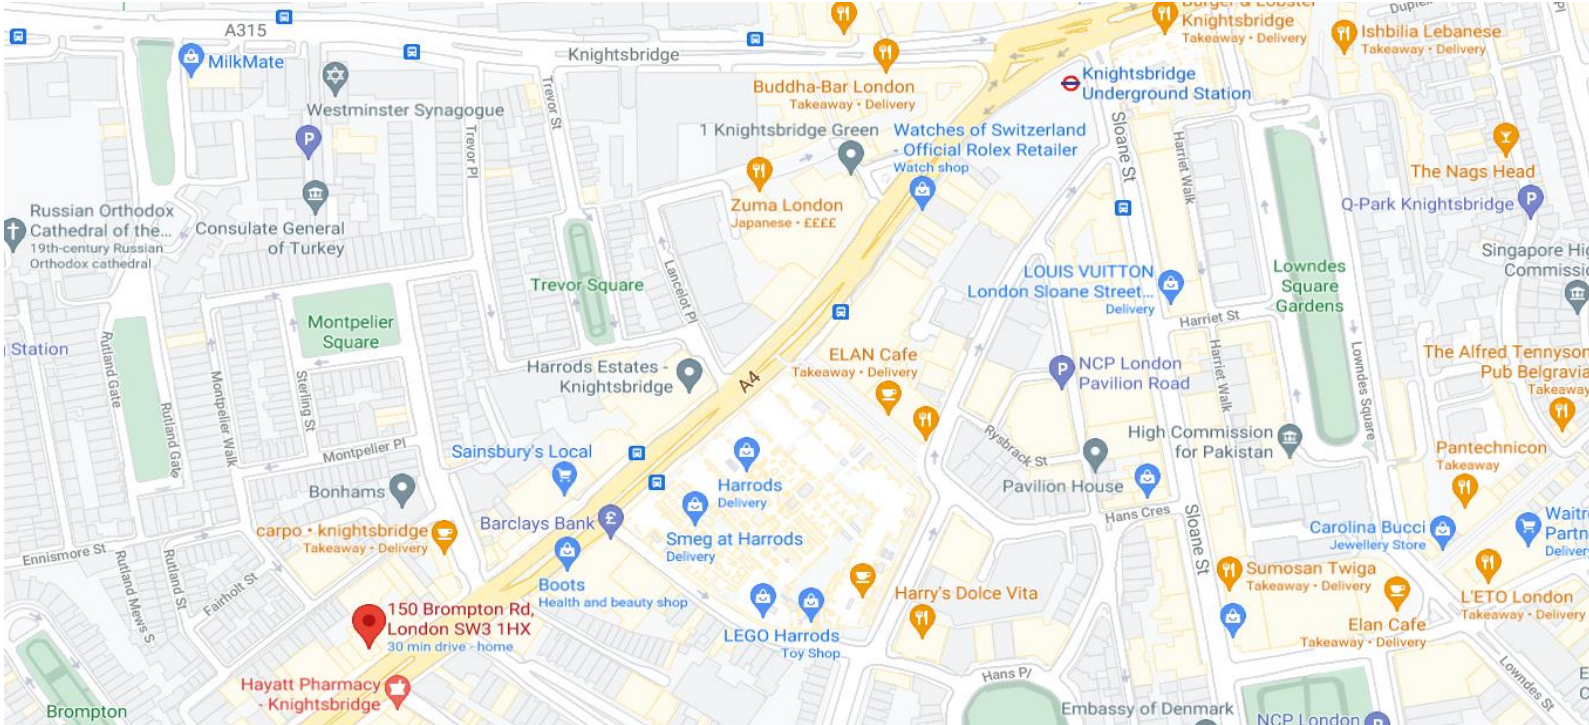 A315
MilkMate
Westminster Synagogue
P
Russian Orthodox
Cathedral of the...
19th-century Russian
Orthodox cathedral
Consulate General
of Turkey
Trevor Pl
Trevor St
Knightsbridge
Buddha-Bar London
Takeaway • Delivery
1 Knightsbridge Green
Watches of Switzerland
- Official Rolex Retailer
Watch shop
Zuma London
Japanese • ££££
Burger & Lobster
Knightsbridge
Takeaway • Delivery
Knightsbridge
Underground Station
Ishbilia Lebanese
Takeaway • Delivery
Duple
Pl
Sloane St
Harriet Walk
The Nags Head
Q-Park Knightsbridge
P
Singapore Hig
Commissi
Station
Rutland Gate
Rutland Gate
Montpelier
Square
Montpelier Walk
Sterling St
Montpelier Pl
Trevor Square
Lancelot Pl
Harrods Estates -
Knightsbridge
A4
ELAN Cafe
Takeaway • Delivery
LOUIS VUITTON
London Sloane Street...
Delivery
Harriet St
Lowndes
Square
Gardens
Lowndes Square
Harriet Walk
P
NCP London
Pavilion Road
The Alfred Tennyson
Pub Belgravia
Takeaway
Rysbrack St
High Commission
for Pakistan
Pantechnicon
Takeaway
Sainsbury's Local
Bonhams
Harrods
Delivery
Pavilion House
Hans Cres
Sloane St
carpo • knightsbridge
Takeaway • Delivery
Barclays Bank
£
Smeg at Harrods
Delivery
Carolina Bucci
Jewellery Store
Waitr
Partn
Delivery
Ennismore St
Rutland Mews S
Rutland St
Fairholt St
Boots
Health and beauty shop
Harry's Dolce Vita
Sumosan Twiga
Takeaway • Delivery
L'ETO London
Takeaway • Delivery
Elan Cafe
Takeaway • Delivery
150 Brompton Rd,
London SW3 1HX
30 min drive - home
LEGO Harrods
Toy Shop
Hayatt Pharmacy
- Knightsbridge
Hans Pl
Lowndes St
Brompton
Embassy of Denmark
NCP London
P